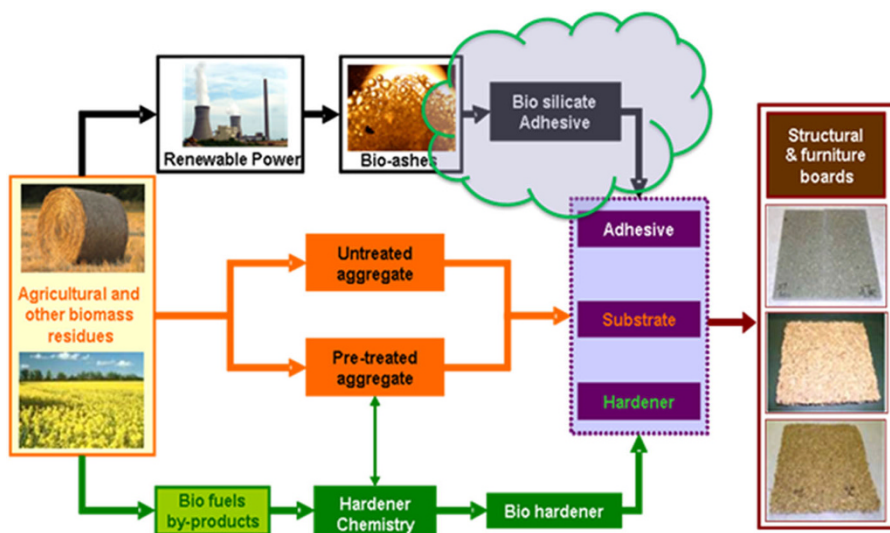 Renewable Power
Bio-ashes
Bio silicate
Adhesive
Structural
& furniture
boards
Agricultural and
other biomass
residues
Untreated
aggregate
Pre-treated
aggregate
Adhesive
Substrate
Hardener
Bio fuels
by-products
Hardener
Chemistry
Bio hardener